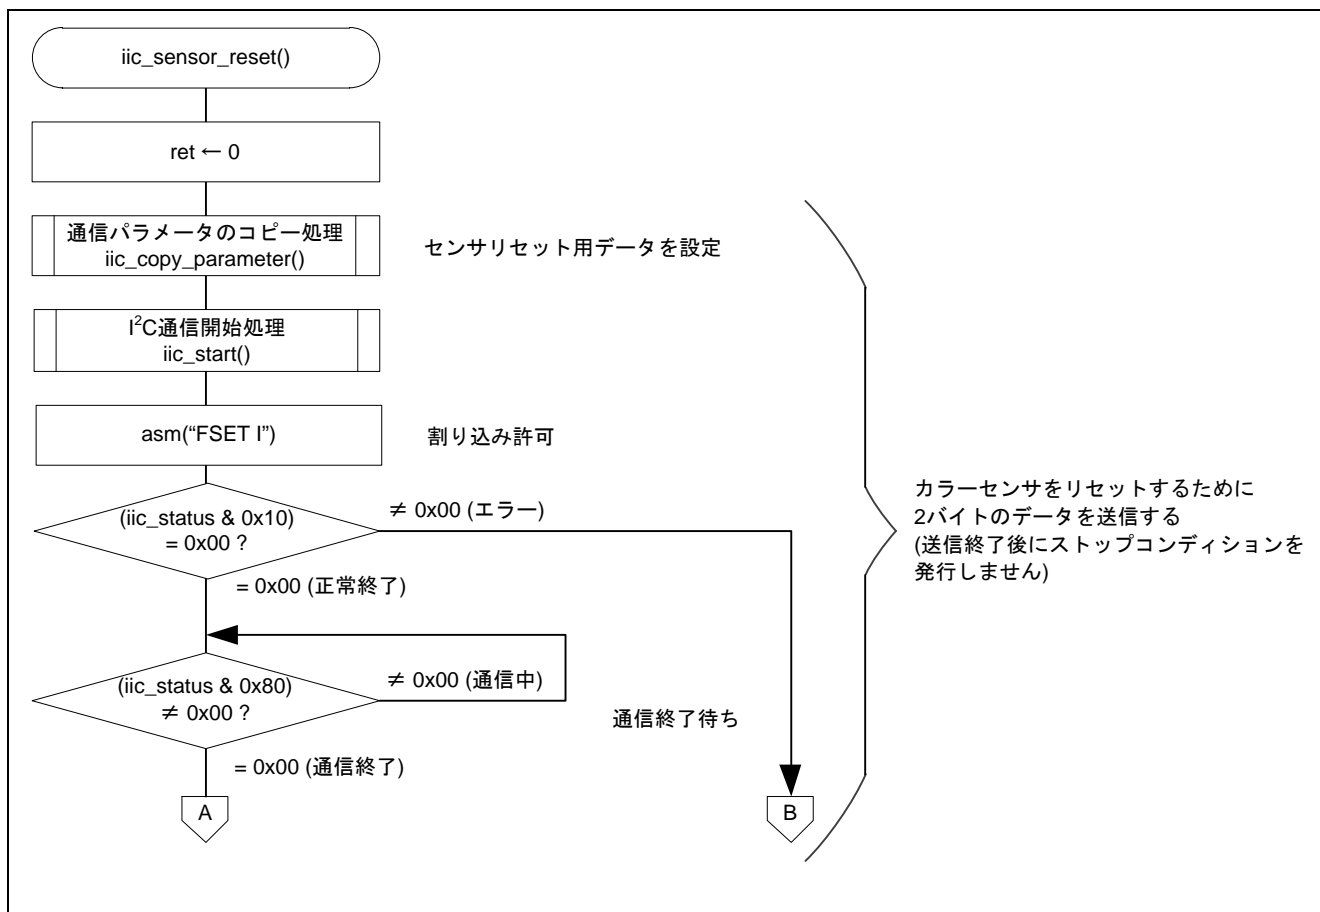 iic_sensor_reset()
ret ← 0
通信パラメータのコピー処理
iic_copy_parameter()
センサリセット用データを設定
I²C通信開始処理
iic_start()
asm(“FSET I”)
割り込み許可
(iic_status & 0x10)
= 0x00 ?
≠ 0x00 (エラー)
= 0x00 (正常終了)
カラーセンサをリセットするために
2バイトのデータを送信する
(送信終了後にストップコンディションを
発行しません)
(iic_status & 0x80)
≠ 0x00 ?
≠ 0x00 (通信中)
通信終了待ち
= 0x00 (通信終了)
A
B